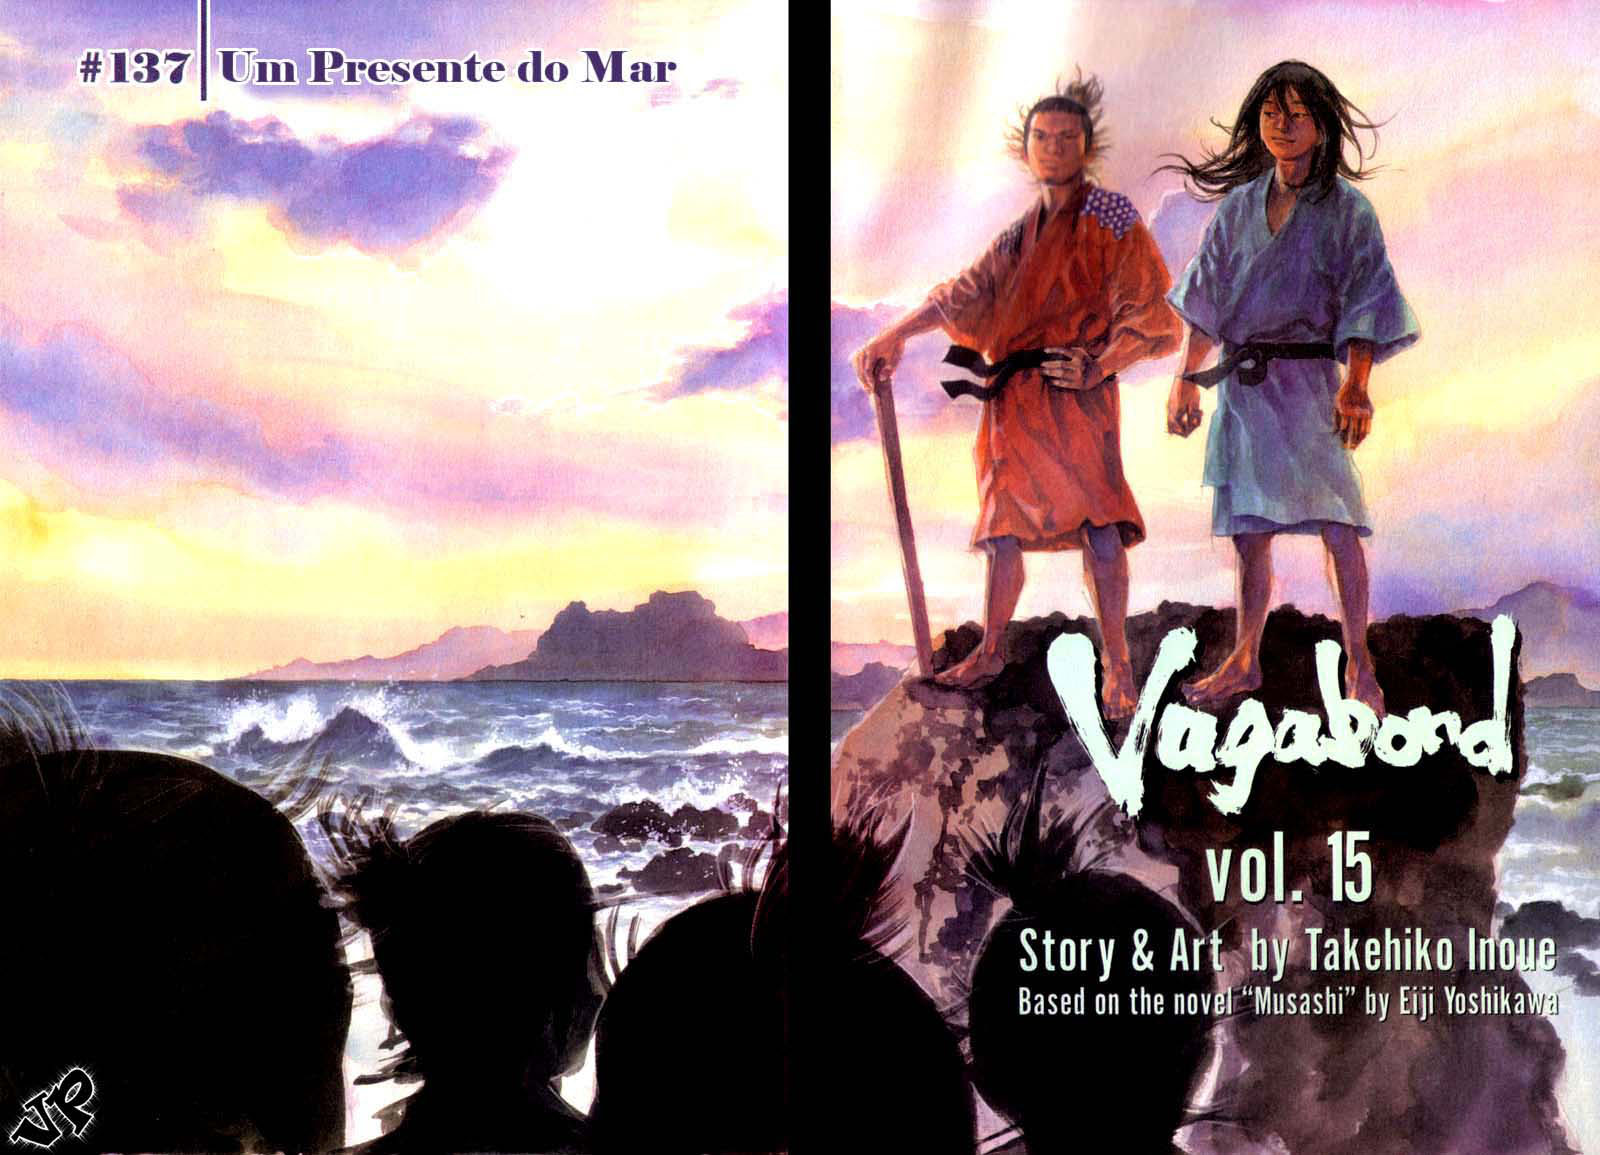 #137 Um Presente do Mar
Vagabond
vol. 15
Story & Art by Takehiko Inoue
Based on the novel “Musashi” by Eiji Yoshikawa
JP